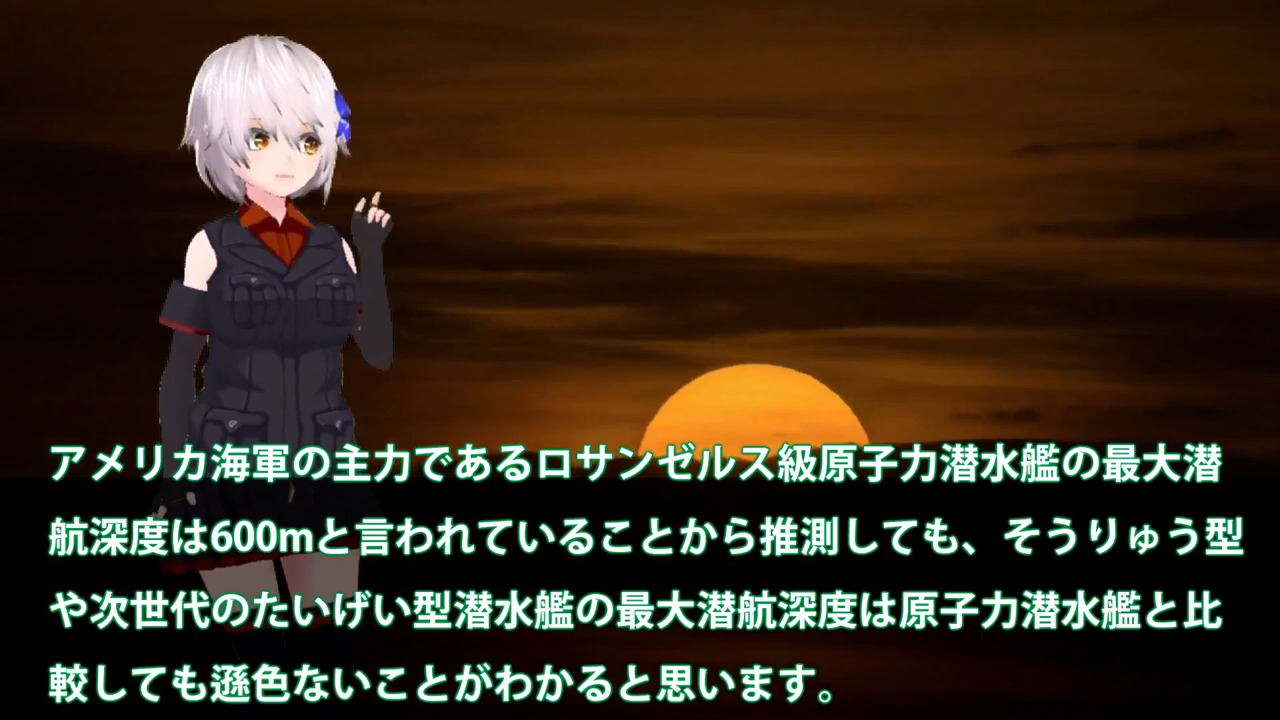 アメリカ海軍の主力であるロサンゼルス級原子力潜水艦の最大潜
航深度は600mと言われていることから推測しても、そうりゅう型
や次世代のたいげい型潜水艦の最大潜航深度は原子力潜水艦と比
較しても遜色ないことがわかると思います。